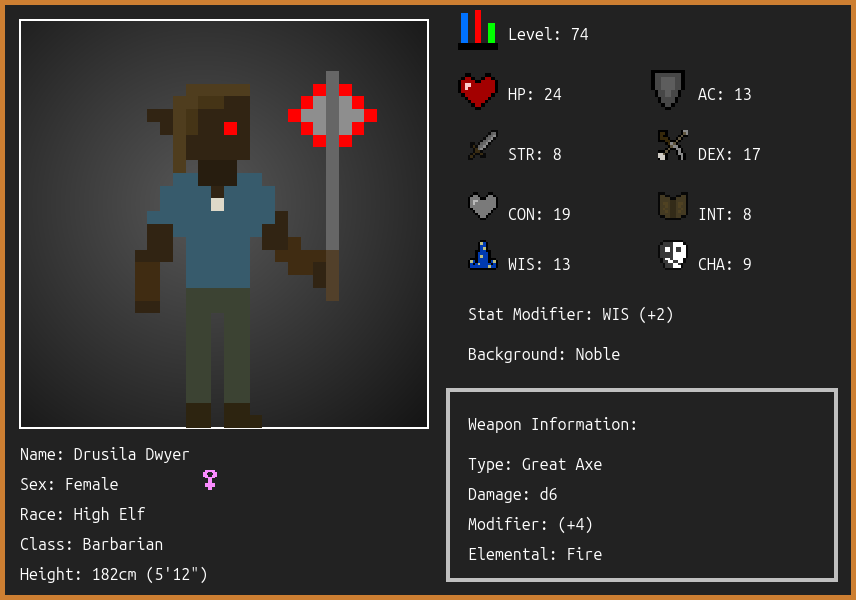 Level: 74
HP: 24
AC: 13
STR: 8
DEX: 17
CON: 19
INT: 8
WIS: 13
CHA: 9
Stat Modifier: WIS (+2)
Background: Noble
Weapon Information:
Type: Great Axe
Damage: d6
Modifier: (+4)
Elemental: Fire
Name: Drusila Dwyer
Sex: Female
Race: High Elf
Class: Barbarian
Height: 182cm (5'12")